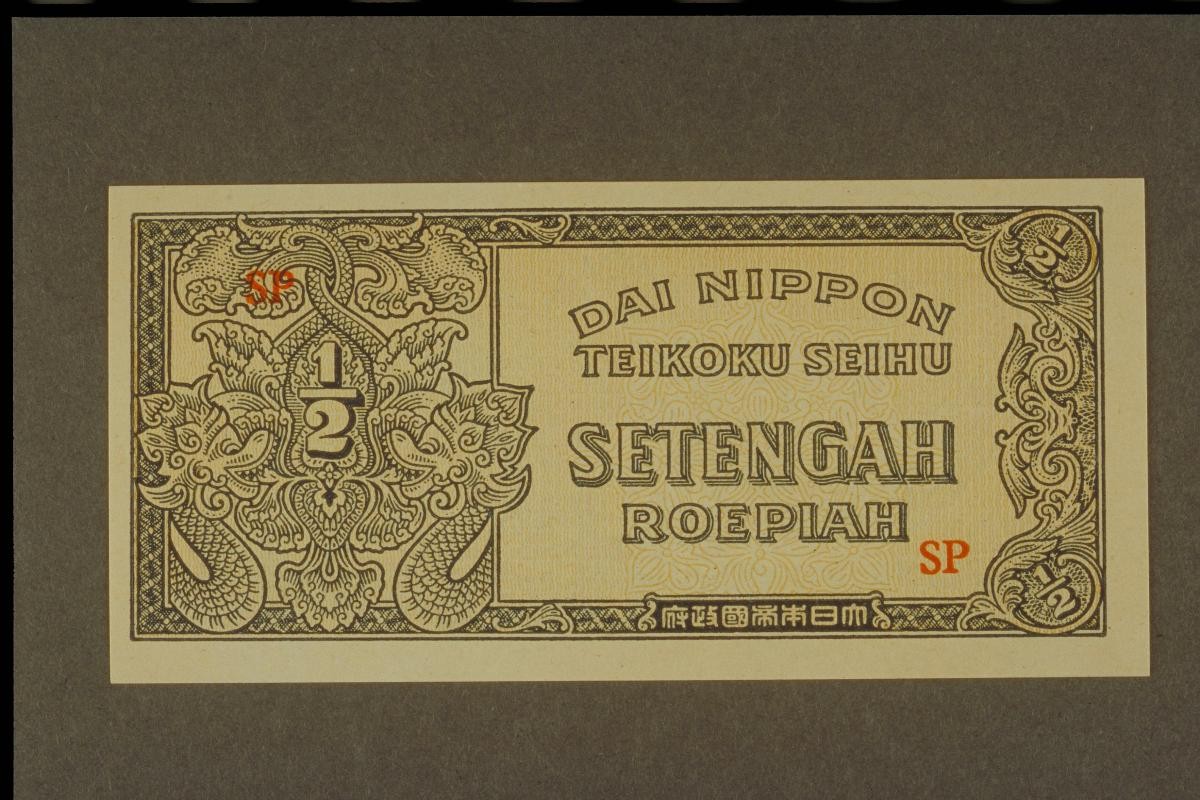 SP
1/2
1/2
DAI NIPPON
TEIKOKU SEIHU
SETENGAH
ROEPIAH
SP
1/2
府政國帝本日大